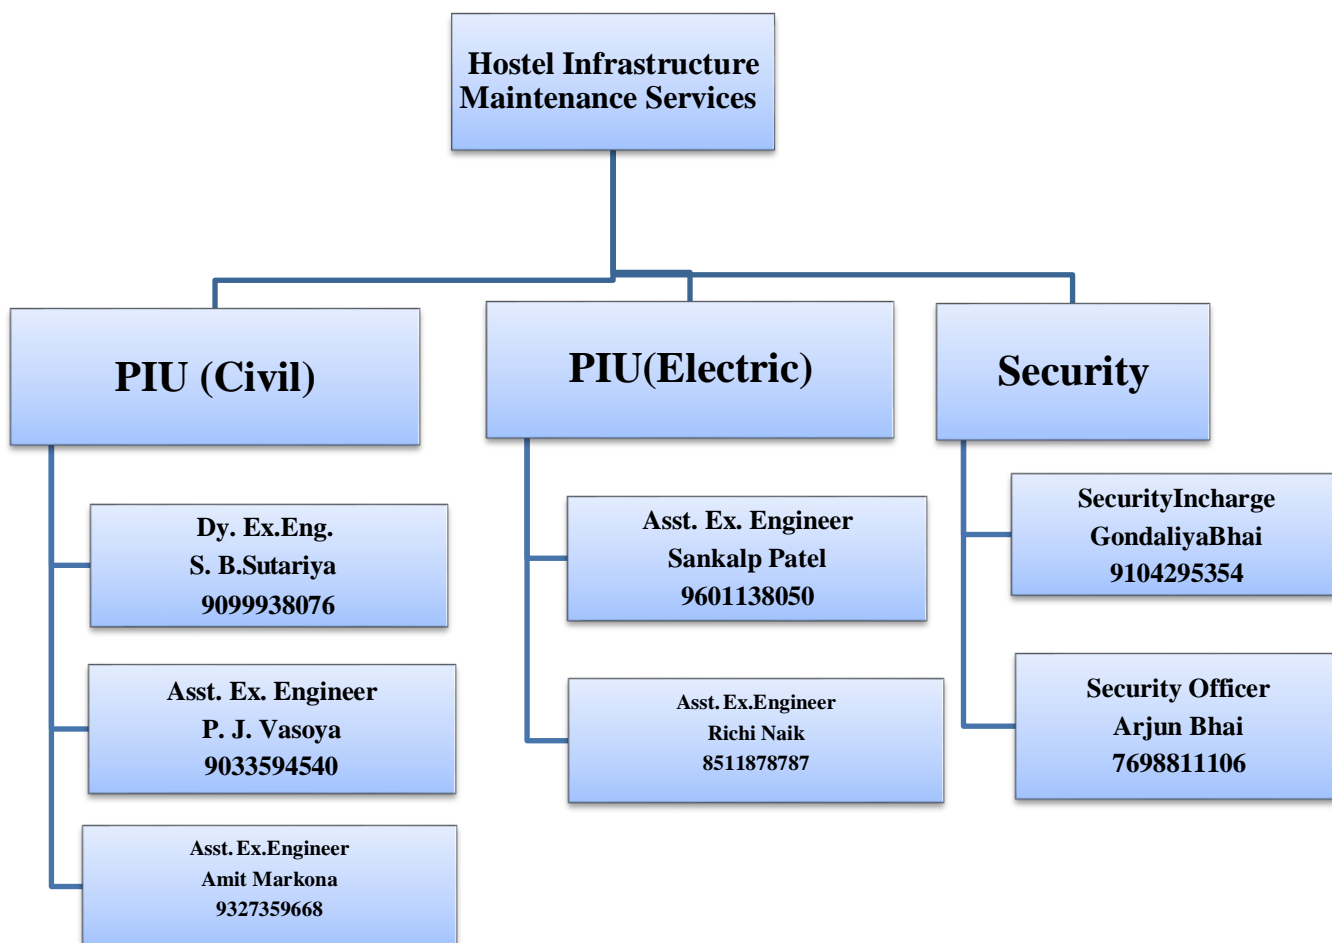 Hostel Infrastructure
Maintenance Services
PIU (Civil)
Dy. Ex.Eng.
S. B.Sutariya
9099938076
Asst. Ex. Engineer
P. J. Vasoya
9033594540
Asst. Ex.Engineer
Amit Markona
9327359668
PIU(Electric)
Asst. Ex. Engineer
Sankalp Patel
9601138050
Asst. Ex.Engineer
Richi Naik
8511878787
Security
SecurityIncharge
GondaliyaBhai
9104295354
Security Officer
Arjun Bhai
7698811106